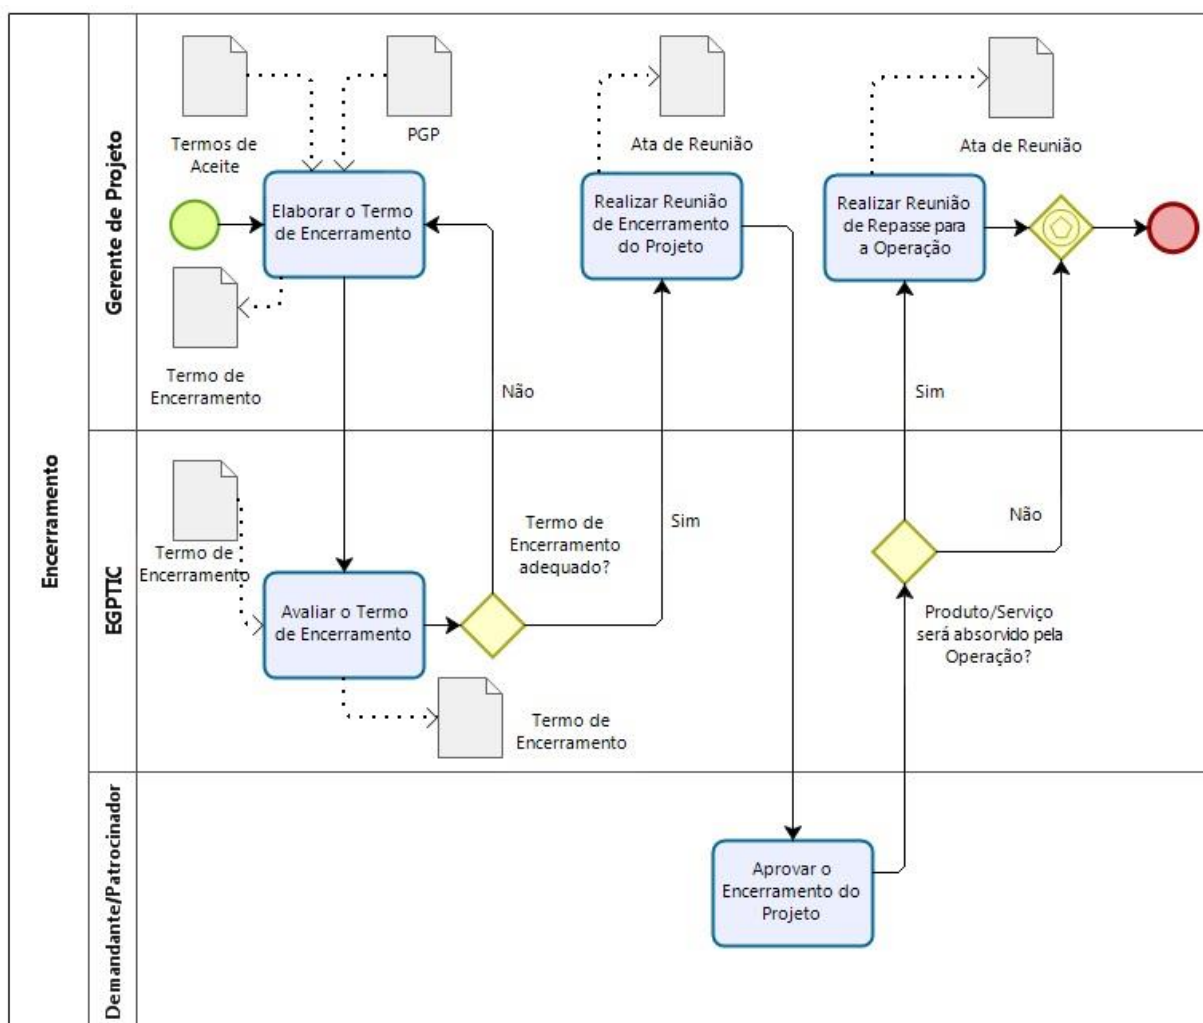 Encerramento
Gerente de Projeto
Termos de
Aceite
PGP
Elaborar o Termo
de Encerramento
Termo de
Encerramento
Não
Ata de Reunião
Realizar Reunião
de Encerramento
do Projeto
Ata de Reunião
Realizar Reunião
de Repasse para
a Operação
Sim
EGPTIC
Termo de
Encerramento
Avaliar o Termo
de Encerramento
Termo de
Encerramento
adequado?
Sim
Termo de
Encerramento
Não
Produto/Serviço
será absorvido pela
Operação?
Demandante/Patrocinador
Aprovar o
Encerramento do
Projeto